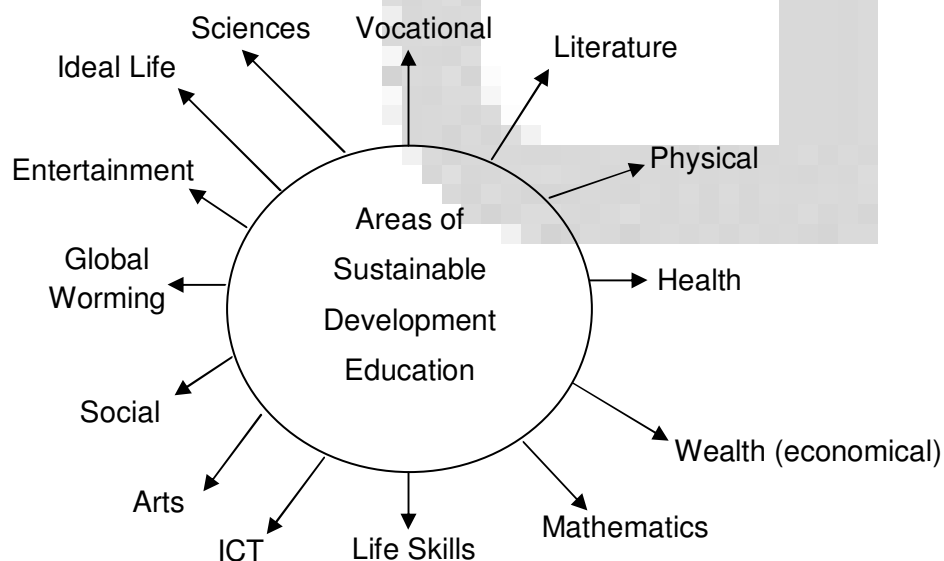 Sciences
Vocational
Literature
Ideal Life
Physical
Entertainment
Areas of
Sustainable
Development
Education
Global
Worming
Health
Social
Wealth (economical)
Arts
Mathematics
ICT
Life Skills